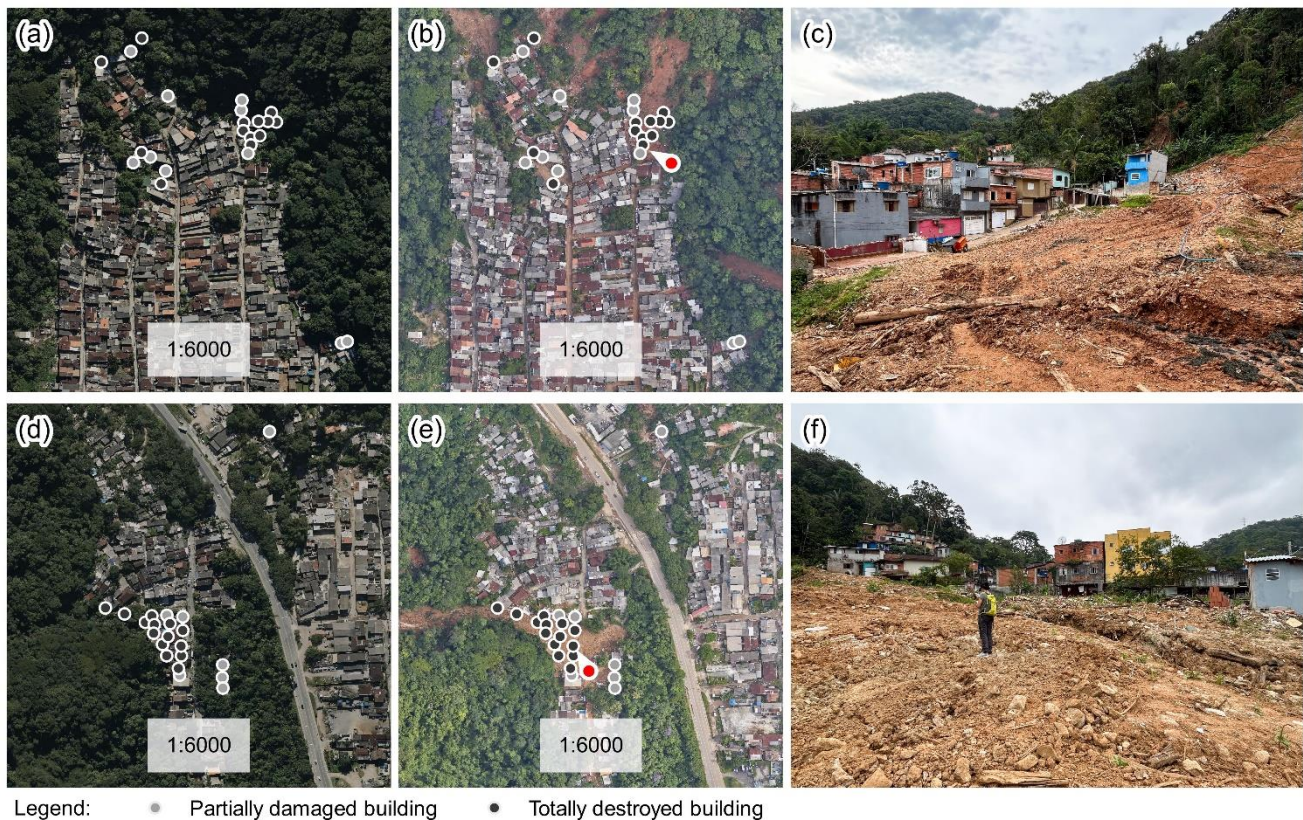 (a)
(b)
(c)
1:6000
1:6000
(d)
(e)
(f)
1:6000
1:6000
Legend:
Partially damaged building
Totally destroyed building